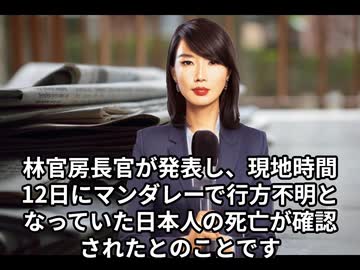 林官房長官が発表し、現地時間
12日にマンダレーで行方不明と
なっていた日本人の死亡が確認
されたとのことです